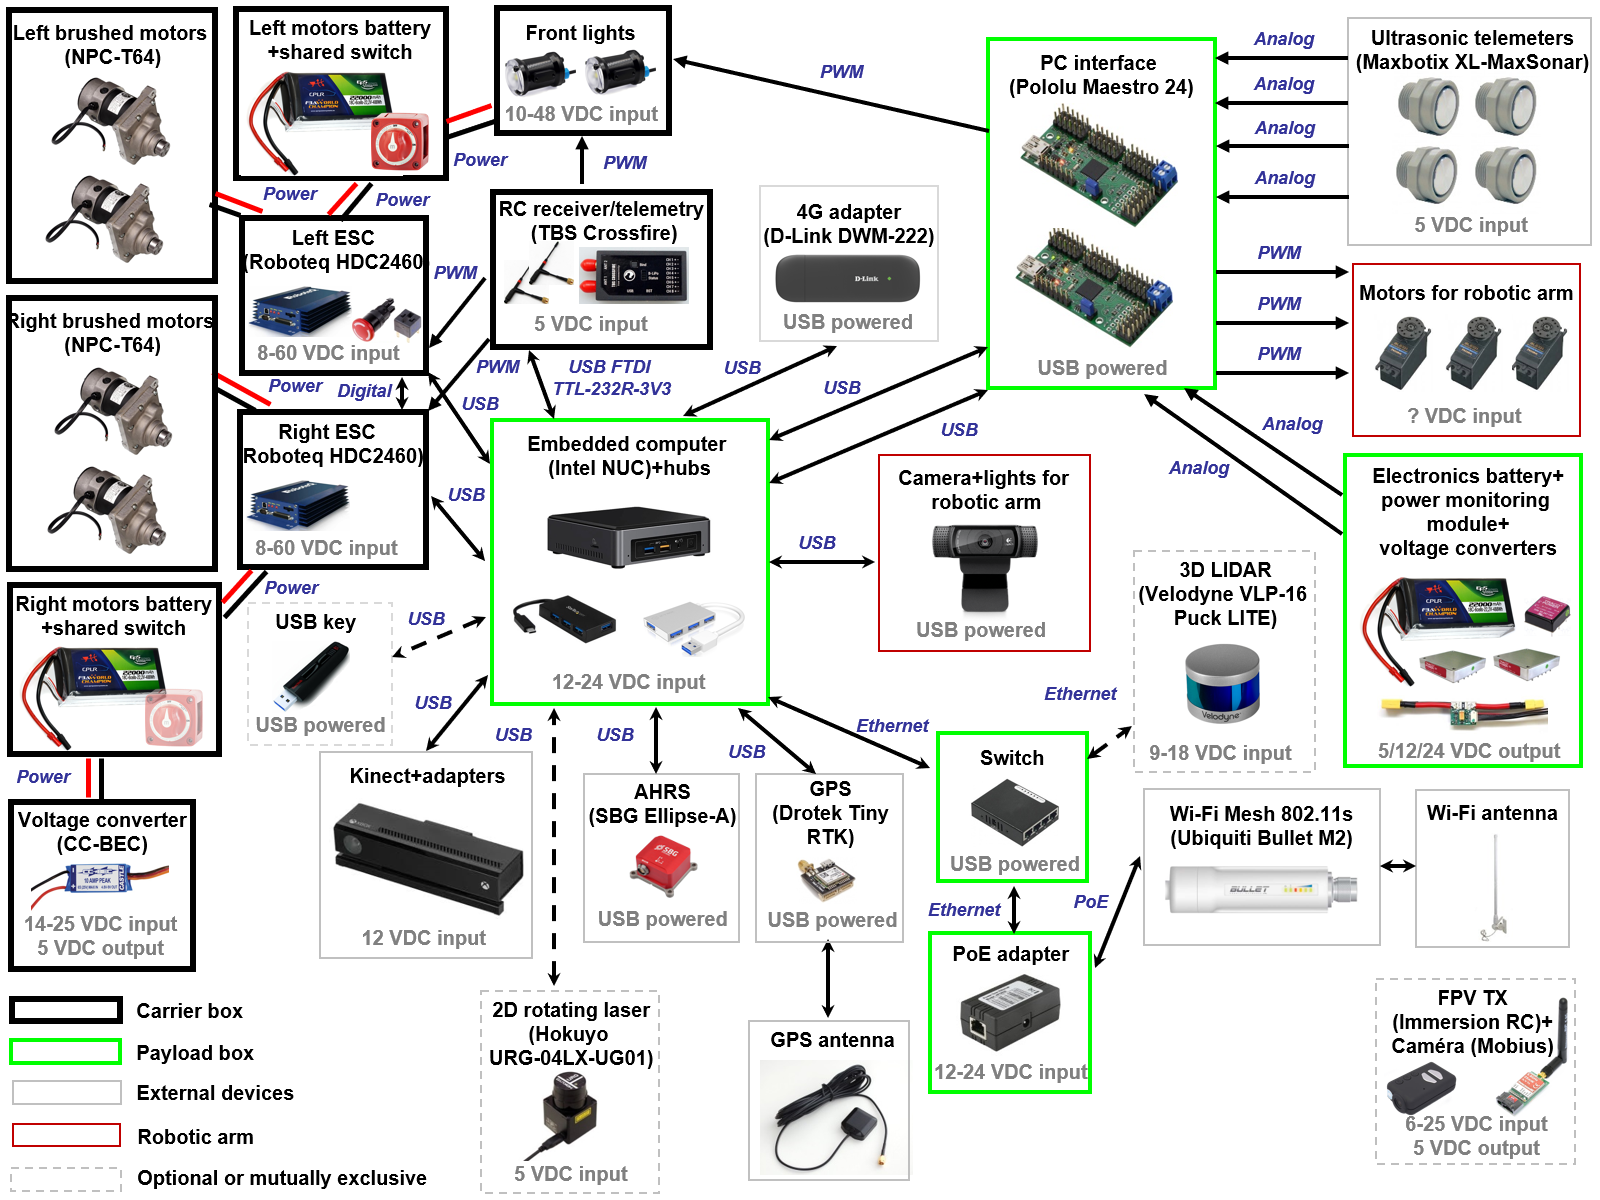 Left brushed motors
(NPC-T64)
Left motors battery
+shared switch
Front lights
10-48 VDC input
PC interface
(Pololu Maestro 24)
USB powered
Ultrasonic telemeters
(Maxbotix XL-MaxSonar)
5 VDC input
Analog
Analog
Analog
Analog
PWM
PWM
PWM
PWM
Power
Power
Power
PWM
Left ESC
(Roboteq HDC2460
8-60 VDC input
RC receiver/telemetry
(TBS Crossfire)
5 VDC input
4G adapter
(D-Link DWM-222)
D-Link
USB powered
Motors for robotic arm
? VDC input
Right brushed motors
(NPC-T64)
PWM
PWM
USB FTDI
TTL-232R-3V3
USB
USB
USB
Power
Digital
USB
Right ESC
Roboteq HDC2460)
8-60 VDC input
USB
Embedded computer
(Intel NUC)+hubs
12-24 VDC input
Camera+lights for
robotic arm
USB powered
USB
Analog
Analog
Electronics battery+
power monitoring
module+
voltage converters
22000
5/12/24 VDC output
3D LIDAR
(Velodyne VLP-16
Puck LITE)
Velodyne
9-18 VDC input
Power
Right motors battery
+shared switch
22000
USB key
USB powered
USB
USB
USB
USB
USB
Ethernet
Ethernet
Kinect+adapters
12 VDC input
AHRS
(SBG Ellipse-A)
SBG
USB powered
GPS
(Drotek Tiny
RTK)
USB powered
Switch
USB powered
Wi-Fi Mesh 802.11s
(Ubiquiti Bullet M2)
BULLET
Wi-Fi antenna
Power
Voltage converter
(CC-BEC)
10 AMP PEAK
14-25 VDC input
5 VDC output
Ethernet
PoE
PoE adapter
12-24 VDC input
2D rotating laser
(Hokuyo
URG-04LX-UG01)
5 VDC input
GPS antenna
FPV TX
(Immersion RC)+
Caméra (Mobius)
6-25 VDC input
5 VDC output
Carrier box
Payload box
External devices
Robotic arm
Optional or mutually exclusive